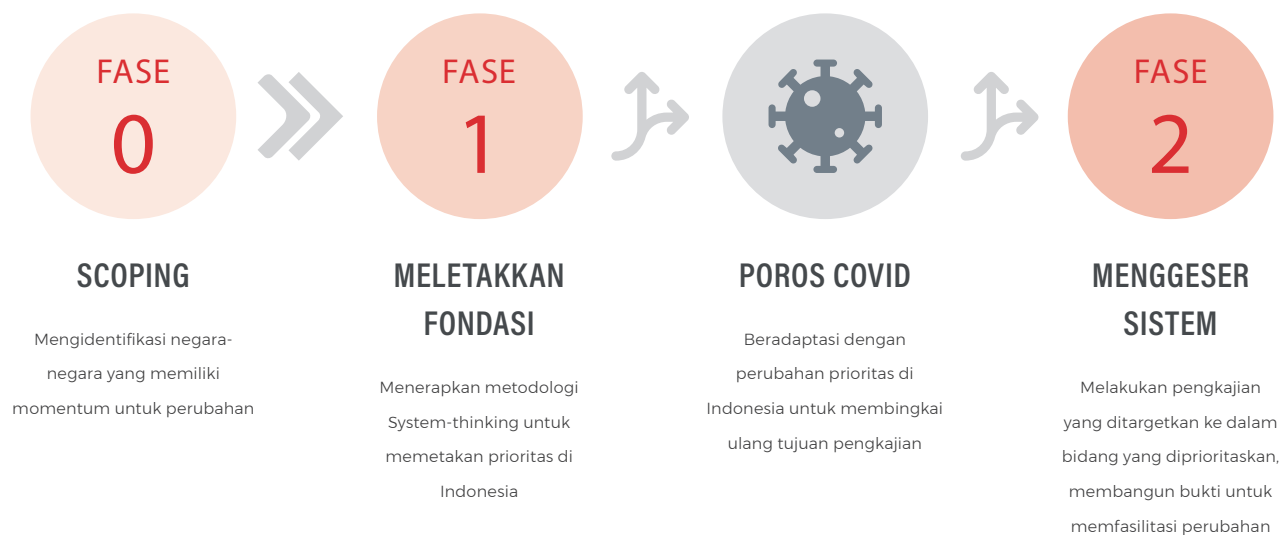 FASE
0
SCOPING
Mengidentifikasi negara-
negara yang memiliki
momentum untuk perubahan
FASE
1
MELETAKKAN
FONDASI
Menerapkan metodologi
System-thinking untuk
memetakan prioritas di
Indonesia
POROS COVID
Beradaptasi dengan
perubahan prioritas di
Indonesia untuk membingkai
ulang tujuan pengkajian
FASE
2
MENGGESER
SISTEM
Melakukan pengkajian
yang ditargetkan ke dalam
bidang yang diprioritaskan,
membangun bukti untuk
memfasilitasi perubahan